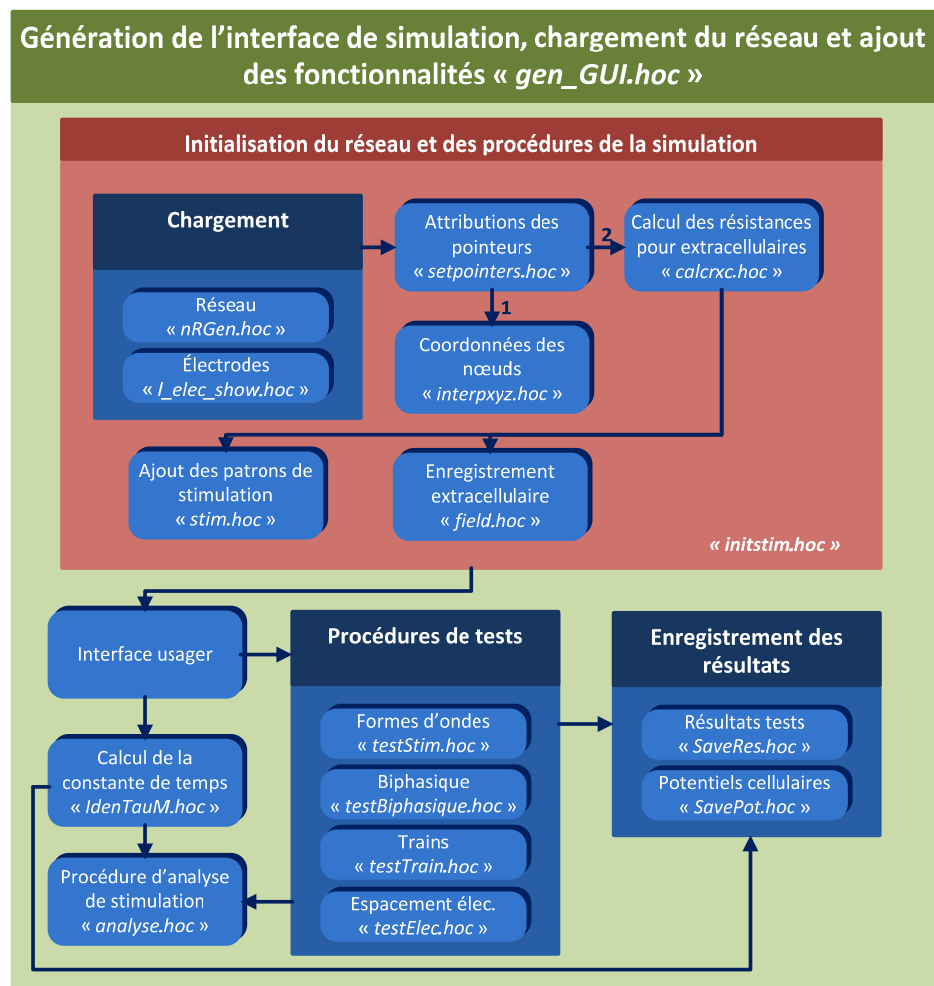 Génération de l'interface de simulation, chargement du réseau et ajout
des fonctionnalités « gen_GUI.hoc »
Initialisation du réseau et des procédures de la simulation
Chargement
Réseau
« nRGen.hoc »
Électrodes
« l_elec_show.hoc »
Attributions des
pointeurs
« setpointers.hoc »
2
Calcul des résistances
pour extracellulaires
« calcrxc.hoc »
1
Coordonnées des
nœuds
« interpxyz.hoc »
Ajout des patrons de
stimulation
« stim.hoc »
Enregistrement
extracellulaire
« field.hoc »
« initstim.hoc »
Interface usager
Calcul de la
constante de temps
« IdenTauM.hoc »
Procédure d'analyse
de stimulation
« analyse.hoc »
Procédures de tests
Formes d'ondes
« testStim.hoc »
Biphasique
« testBiphasique.hoc »
Trains
« testTrain.hoc »
Espacement élec.
« testElec.hoc »
Enregistrement des
résultats
Résultats tests
« SaveRes.hoc »
Potentiels cellulaires
« SavePot.hoc »